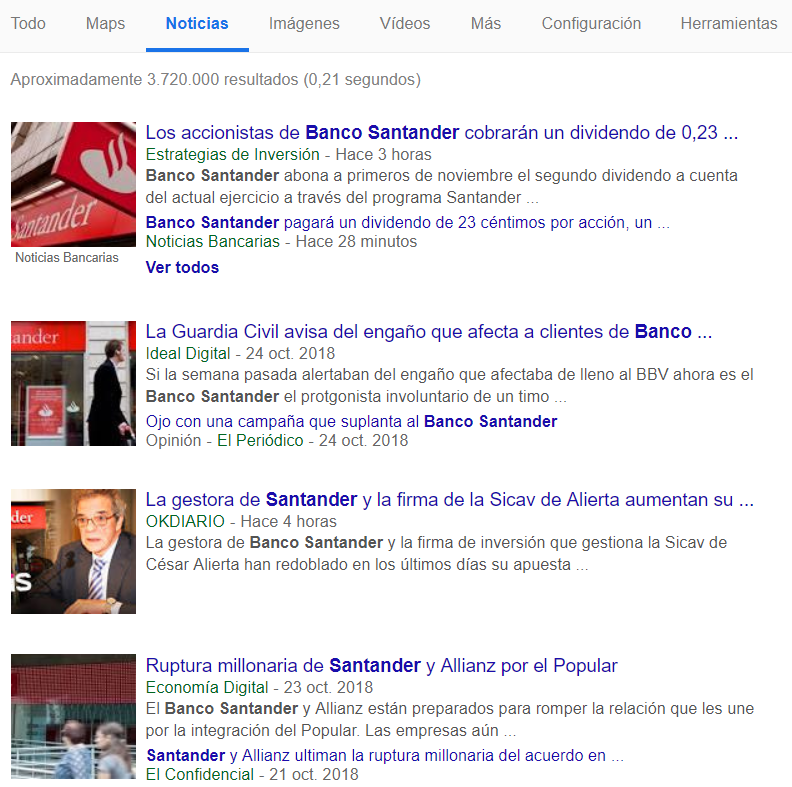 Todo Maps Noticias Imágenes Vídeos Más Configuración Herramientas
Aproximadamente 3.720.000 resultados (0,21 segundos)
Santander
Noticias Bancarias
Los accionistas de Banco Santander cobrarán un dividendo de 0,23 ...
Estrategias de Inversión - Hace 3 horas
Banco Santander abona a primeros de noviembre el segundo dividendo a cuenta
del actual ejercicio a través del programa Santander ...
Banco Santander pagará un dividendo de 23 céntimos por acción, un ...
Noticias Bancarias - Hace 28 minutos
Ver todos
ander
La Guardia Civil avisa del engaño que afecta a clientes de Banco ...
Ideal Digital - 24 oct. 2018
Si la semana pasada alertaban del engaño que afectaba de lleno al BBV ahora es el
Banco Santander el protgonista involuntario de un timo ...
Ojo con una campaña que suplanta al Banco Santander
Opinión - El Periódico - 24 oct. 2018
der
s
La gestora de Santander y la firma de la Sicav de Alierta aumentan su ...
OKDIARIO - Hace 4 horas
La gestora de Banco Santander y la firma de inversión que gestiona la Sicav de
César Alierta han redoblado en los últimos días su apuesta ...
Ruptura millonaria de Santander y Allianz por el Popular
Economía Digital - 23 oct. 2018
El Banco Santander y Allianz están preparados para romper la relación que les une
por la integración del Popular. Las empresas aún ...
Santander y Allianz ultiman la ruptura millonaria del acuerdo en ...
El Confidencial - 21 oct. 2018